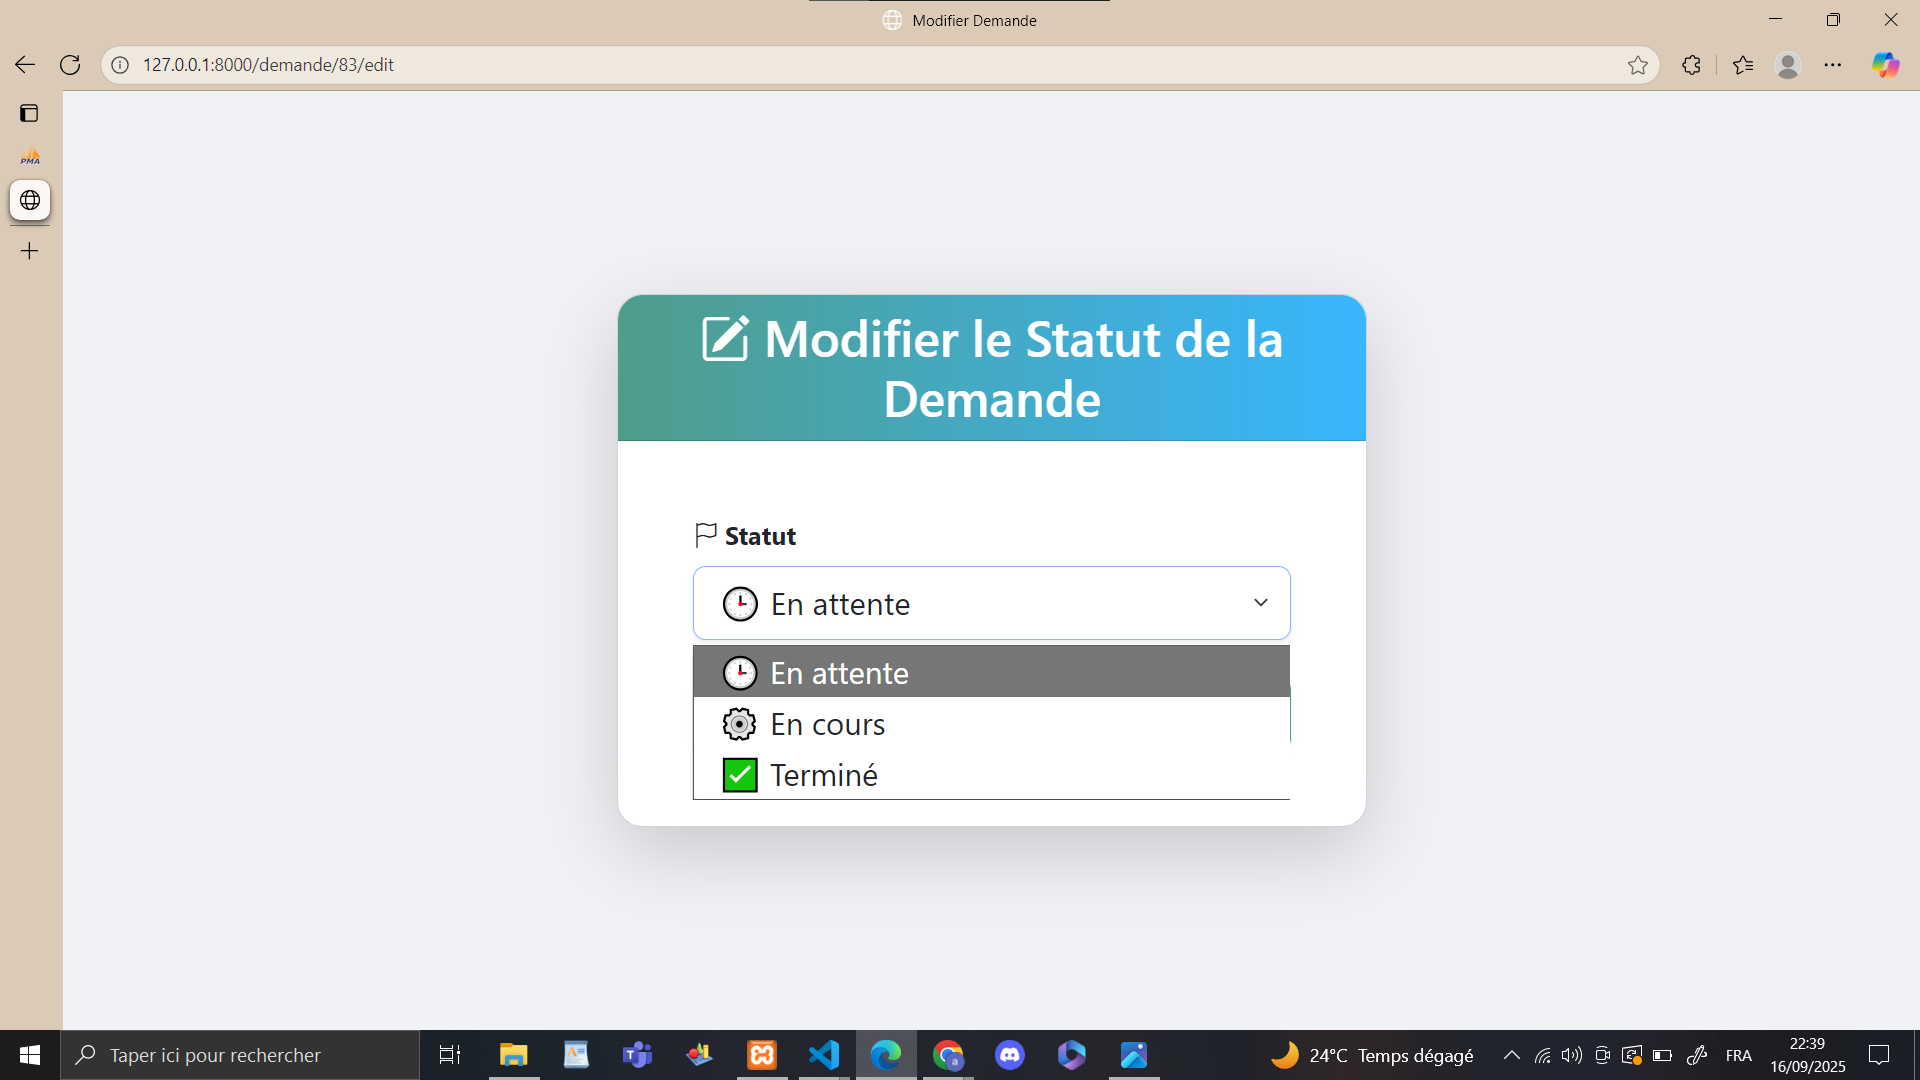 Modifier Demande
127.0.0.1:8000/demande/83/edit
PMA
Modifier le Statut de la
Demande
Statut
En attente
En attente
En cours
Terminé
Taper ici pour rechercher
24°C Temps dégagé
FRA
22:39
16/09/2025